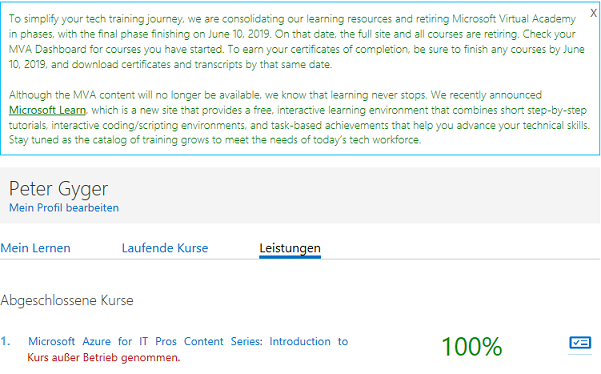 To simplify your tech training journey, we are consolidating our learning resources and retiring Microsoft Virtual Academy
in phases, with the final phase finishing on June 10, 2019. On that date, the full site and all courses are retiring. Check your
MVA Dashboard for courses you have started. To earn your certificates of completion, be sure to finish any courses by June
10, 2019, and download certificates and transcripts by that same date.
Although the MVA content will no longer be available, we know that learning never stops. We recently announced
Microsoft Learn, which is a new site that provides a free, interactive learning environment that combines short step-by-step
tutorials, interactive coding/scripting environments, and task-based achievements that help you advance your technical skills.
Stay tuned as the catalog of training grows to meet the needs of today's tech workforce.
X
Peter Gyger
Mein Profil bearbeiten
Mein Lernen Laufende Kurse Leistungen
Abgeschlossene Kurse
1. Microsoft Azure for IT Pros Content Series: Introduction to
Kurs außer Betrieb genommen.
100%